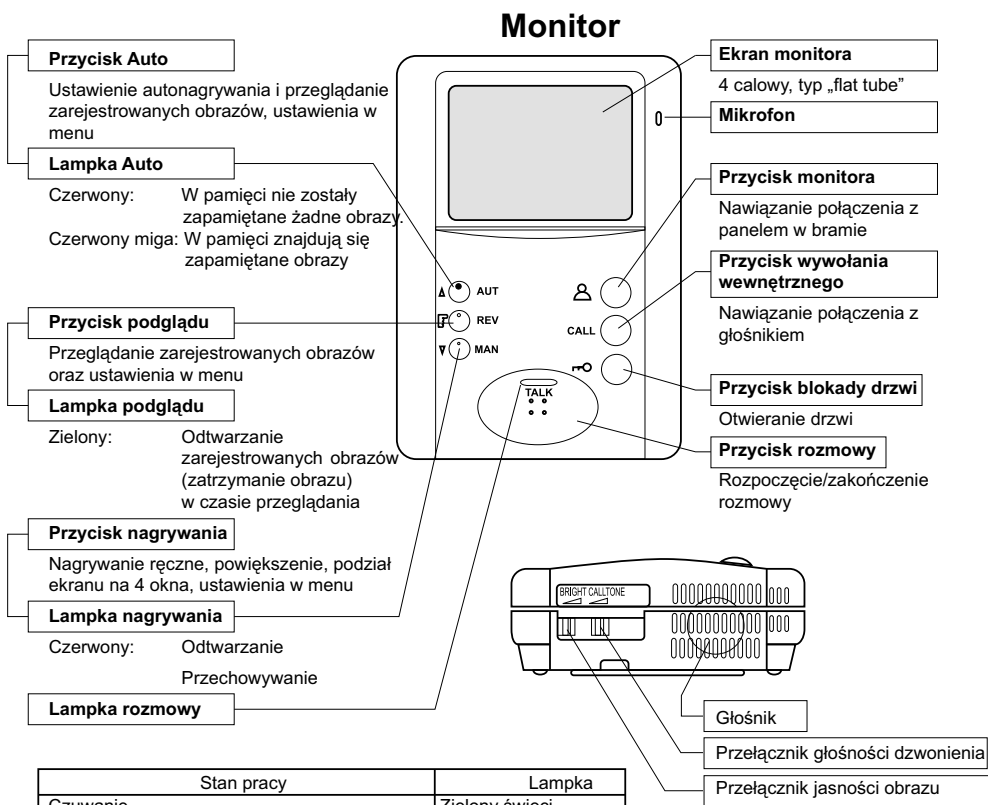 Monitor
Przycisk Auto
Ustawienie autonagrywania i przeglądanie
zarejestrowanych obrazów, ustawienia w
menu
Lampka Auto
Czerwony: W pamięci nie zostały
zapamiętane żadne obrazy.
Czerwony miga: W pamięci znajdują się
zapamiętane obrazy
Przycisk podglądu
Przeglądanie zarejestrowanych obrazów
oraz ustawienia w menu
Lampka podglądu
Zielony: Odtwarzanie
zarejestrowanych obrazów
(zatrzymanie obrazu)
w czasie przeglądania
Przycisk nagrywania
Nagrywanie ręczne, powiększenie, podział
ekranu na 4 okna, ustawienia w menu
Lampka nagrywania
Czerwony: Odtwarzanie
Przechowywanie
Lampka rozmowy
AUT
REV
MAN
CALL
TALK
Ekran monitora
4 calowy, typ „flat tube”
Mikrofon
Przycisk monitora
Nawiązanie połączenia z
panelem w bramie
Przycisk wywołania
wewnętrznego
Nawiązanie połączenia z
głośnikiem
Przycisk blokady drzwi
Otwieranie drzwi
Przycisk rozmowy
Rozpoczęcie/zakończenie
rozmowy
BRIGHT CALLTONE
Głośnik
Przełącznik głośności dzwonienia
Przełącznik jasności obrazu
Stan pracy Lampka
Czuwanie Zielony świeci